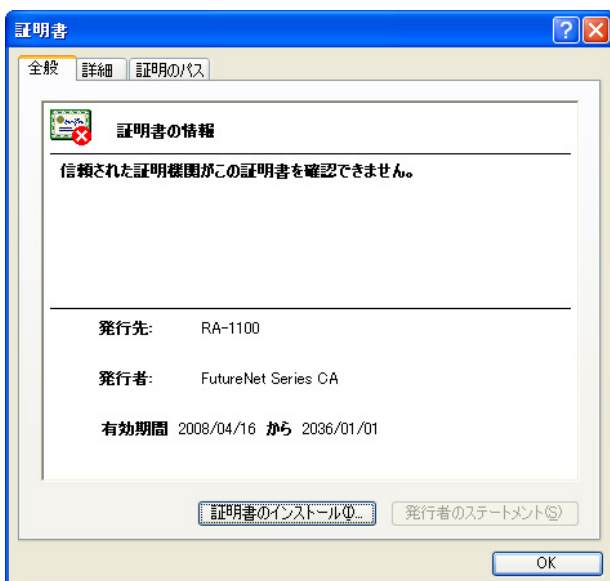 証明書
全般 詳細 証明のパス
証明書の情報
信頼された証明機関がこの証明書を確認できません。
発行先: RA-1100
発行者: FutureNet Series CA
有効期間 2008/04/16 から 2036/01/01
証明書のインストール(I)... 発行者のステートメント(S)
OK